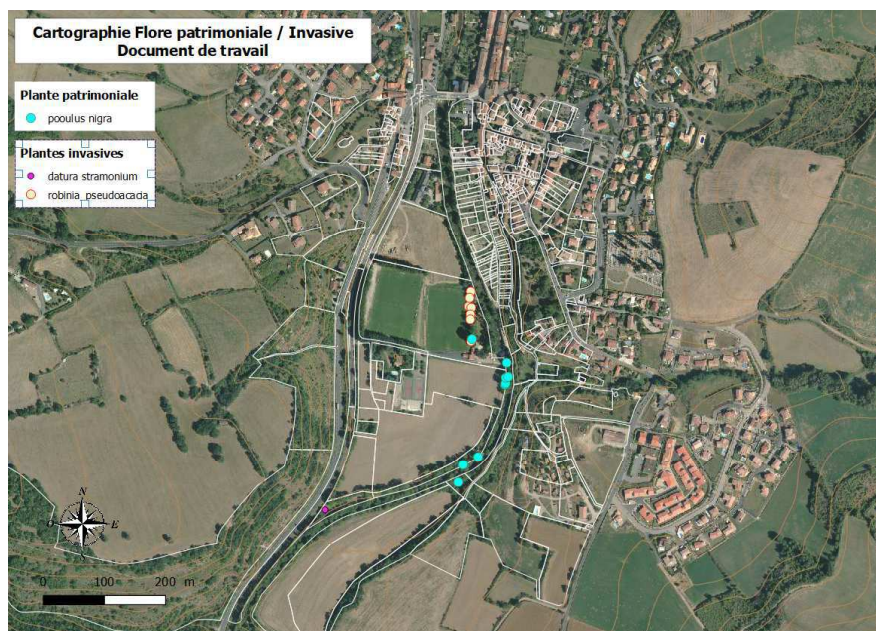 Cartographie Flore patrimoniale / Invasive
Document de travail
Plante patrimoniale
pooulus nigra
Plantes invasives
datura stramonium
robinia_pseudoacacia
N
O
E
S
0 100 200 m